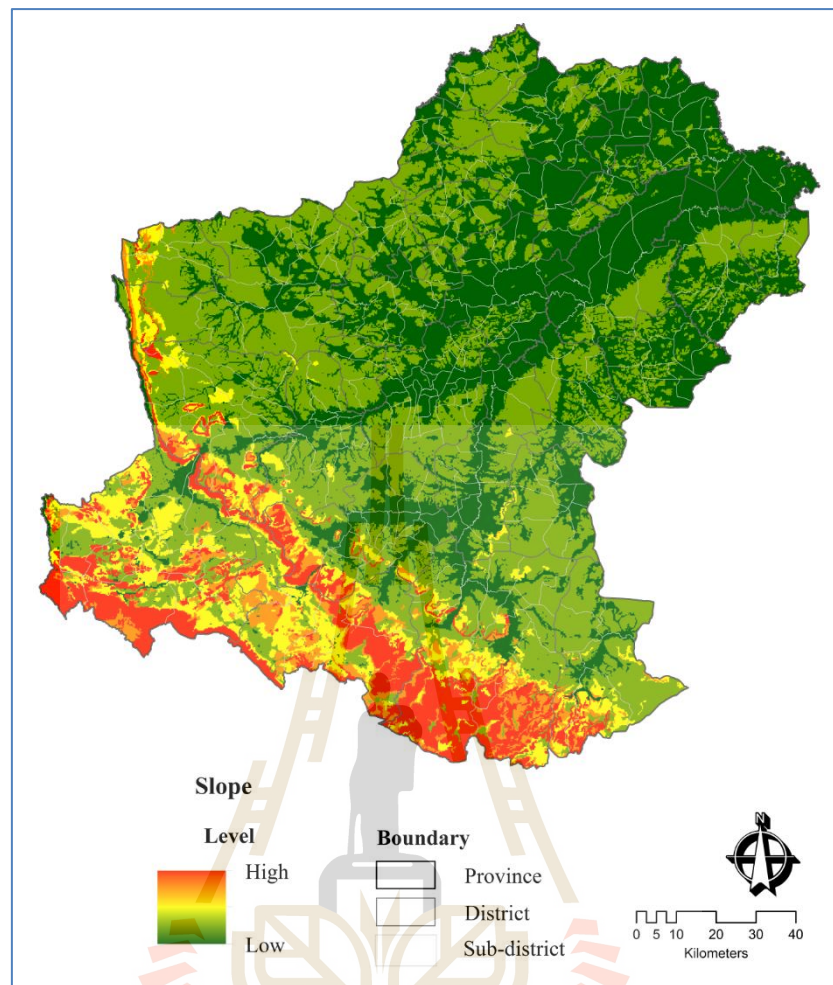 Slope
Level
High
Low
Boundary
Province
District
Sub-district
N
0 5 10 20 30 40
Kilometers